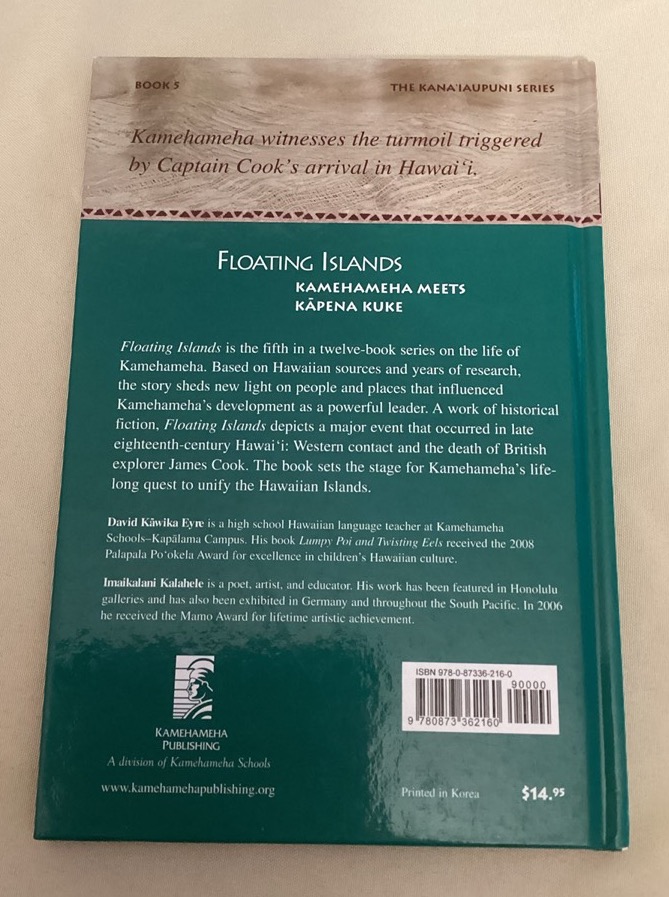 BOOK 5 THE KANA'IAUPUNI SERIES
Kamehameha witnesses the turmoil triggered
by Captain Cook's arrival in Hawai‘i.
FLOATING ISLANDS
KAMEHAMEHA MEETS
KĀPENA KUKE
Floating Islands is the fifth in a twelve-book series on the life of
Kamehameha. Based on Hawaiian sources and years of research,
the story sheds new light on people and places that influenced
Kamehameha's development as a powerful leader. A work of historical
fiction, Floating Islands depicts a major event that occurred in late
eighteenth-century Hawai‘i: Western contact and the death of British
explorer James Cook. The book sets the stage for Kamehameha's life-
long quest to unify the Hawaiian Islands.
David Kāwika Eyre is a high school Hawaiian language teacher at Kamehameha
Schools–Kapālama Campus. His book Lumpy Poi and Twisting Eels received the 2008
Palapala Po‘okela Award for excellence in children's Hawaiian culture.
Imaikalani Kalahele is a poet, artist, and educator. His work has been featured in Honolulu
galleries and has also been exhibited in Germany and throughout the South Pacific. In 2006
he received the Mamo Award for lifetime artistic achievement.
KAMEHAMEHA
PUBLISHING
A division of Kamehameha Schools
www.kamehamehapublishing.org
ISBN 978-0-87336-216-0
90000
9 780873 362160
Printed in Korea $14.95